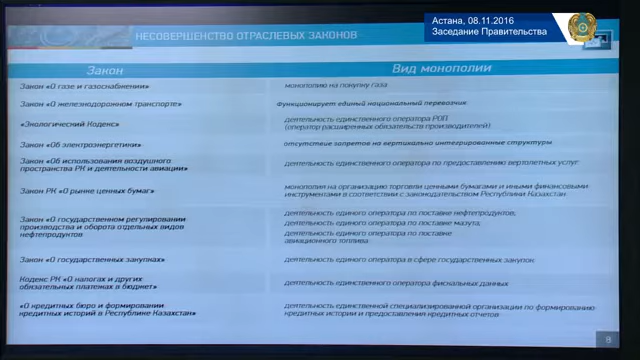 Астана, 08.11.2016
Заседание Правительства
НЕСОВЕРШЕНСТВО ОТРАСЛЕВЫХ ЗАКОНОВ
Закон
Вид монополии
Закон «О газе и газоснабжении»
монополию на покупку газа
Закон «О железнодорожном транспорте»
Функционирует единый национальный перевозчик
«Экологический Кодекс»
деятельность единственного оператора РОП
(оператор расширенных обязательств производителей)
Закон «Об электроэнергетики»
отсутствие запретов на вертикально интегрированные структуры
Закон «Об использования воздушного
пространства РК и деятельности авиации»
деятельность единственного оператора по предоставлению вертолетных услуг
Закон РК «О рынке ценных бумаг»
монополия на организацию торговли ценными бумагами и иными финансовыми
инструментами в соответствии с законодательством Республики Казахстан
Закон «О государственном регулировании
производства и оборота отдельных видов
нефтепродуктов
деятельность единого оператора по поставке нефтепродуктов;
деятельность единого оператора по поставке мазута;
деятельность единого оператора по поставке
авиационного топлива
Закон «О государственных закупках»
деятельность единого оператора в сфере государственных закупок
Кодекс РК «О налогах и других
обязательных платежах в бюджет»
деятельность единственного оператора фискальных данных
«О кредитных бюро и формировании
кредитных историй в Республике Казахстан»
деятельность единственной специализированной организации по формированию
кредитных истории и предоставления кредитных отчетов
8